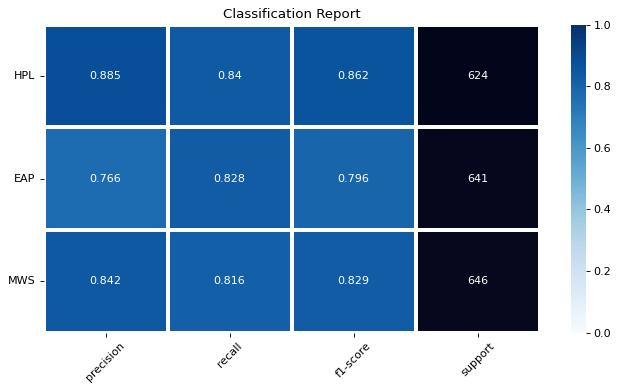 Classification Report
HPL 0.885 0.84 0.862 624
EAP 0.766 0.828 0.796 641
MWS 0.842 0.816 0.829 646
precision recall f1-score support
1.0
0.8
0.6
0.4
0.2
0.0